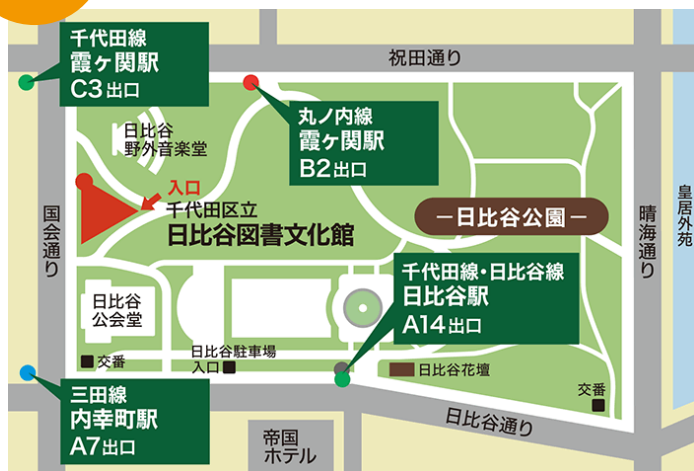 千代田線
霞ヶ関駅
C3出口
祝田通り
丸ノ内線
霞ヶ関駅
B2出口
日比谷
野外音楽堂
入口
千代田区立
日比谷図書文化館
国会通り
日比谷公園
晴海通り
皇居外苑
千代田線・日比谷線
日比谷駅
A14出口
日比谷
公会堂
交番
日比谷駐車場
入口
日比谷花壇
交番
三田線
内幸町駅
A7出口
帝国
ホテル
日比谷通り